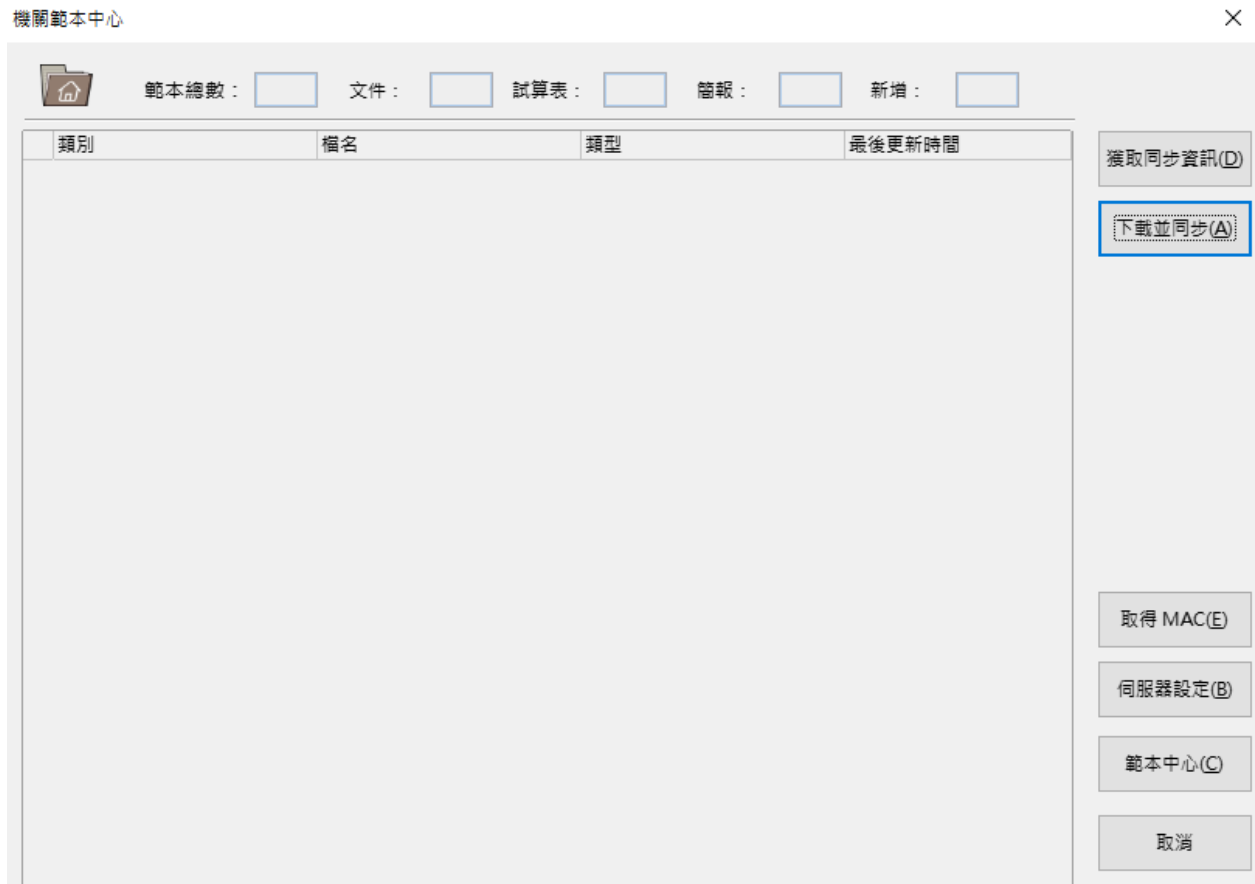 機關範本中心
範本總數： 文件： 試算表： 簡報： 新增：
類別 檔名 類型 最後更新時間
獲取同步資訊(D)
下載並同步(A)
取得 MAC(E)
伺服器設定(B)
範本中心(C)
取消